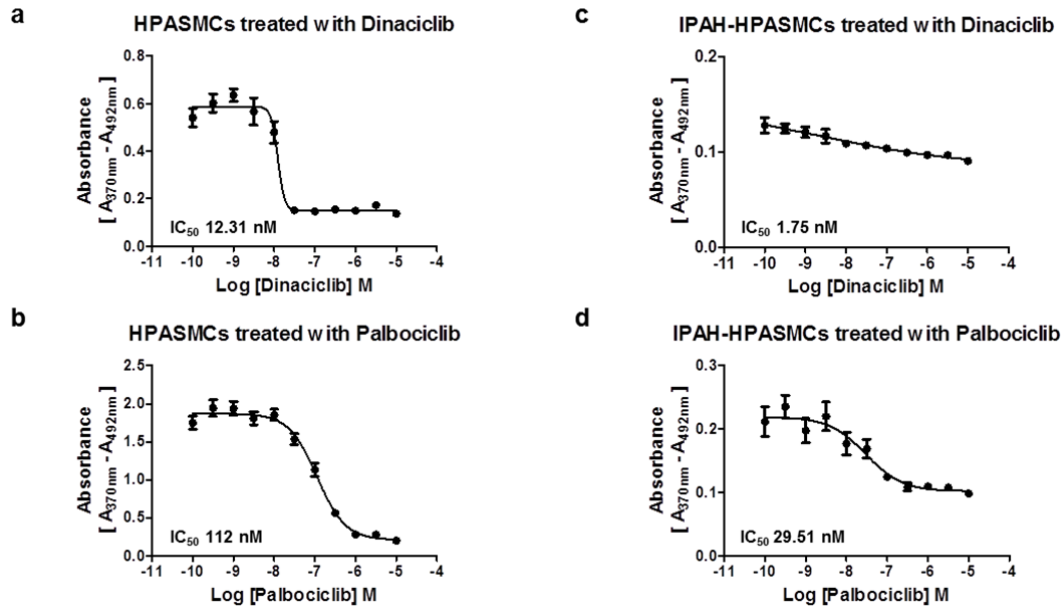 a
HPASMCs treated with Dinaciclib
Absorbance
[ A370nm - A492nm ]
0.8
0.6
0.4
0.2
0.0
IC50 12.31 nM
-11 -10 -9 -8 -7 -6 -5 -4
Log [Dinaciclib] M
b
HPASMCs treated with Palbociclib
Absorbance
[ A370nm - A492nm ]
2.5
2.0
1.5
1.0
0.5
0.0
IC50 112 nM
-11 -10 -9 -8 -7 -6 -5 -4
Log [Palbociclib] M
c
IPAH-HPASMCs treated with Dinaciclib
Absorbance
[ A370nm - A492nm ]
0.2
0.1
0.0
IC50 1.75 nM
-11 -10 -9 -8 -7 -6 -5 -4
Log [Dinaciclib] M
d
IPAH-HPASMCs treated with Palbociclib
Absorbance
[ A370nm - A492nm ]
0.3
0.2
0.1
0.0
IC50 29.51 nM
-11 -10 -9 -8 -7 -6 -5 -4
Log [Palbociclib] M